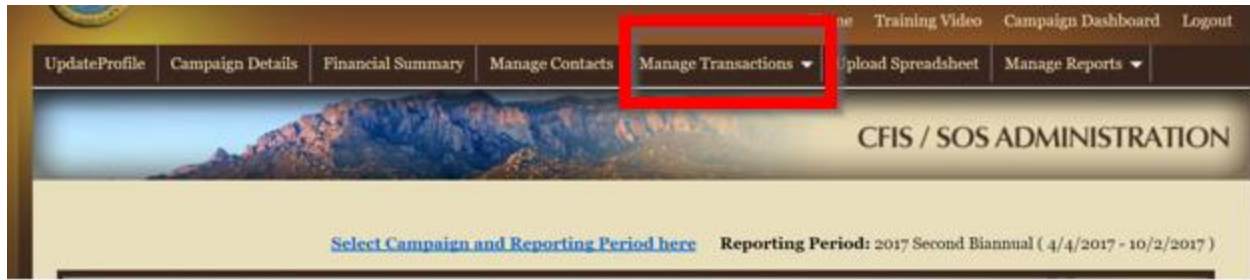 Training Video Campaign Dashboard Logout
UpdateProfile Campaign Details Financial Summary Manage Contacts Manage Transactions Upload Spreadsheet Manage Reports
CFIS / SOS ADMINISTRATION
Select Campaign and Reporting Period here Reporting Period: 2017 Second Biannual ( 4/4/2017 - 10/2/2017 )